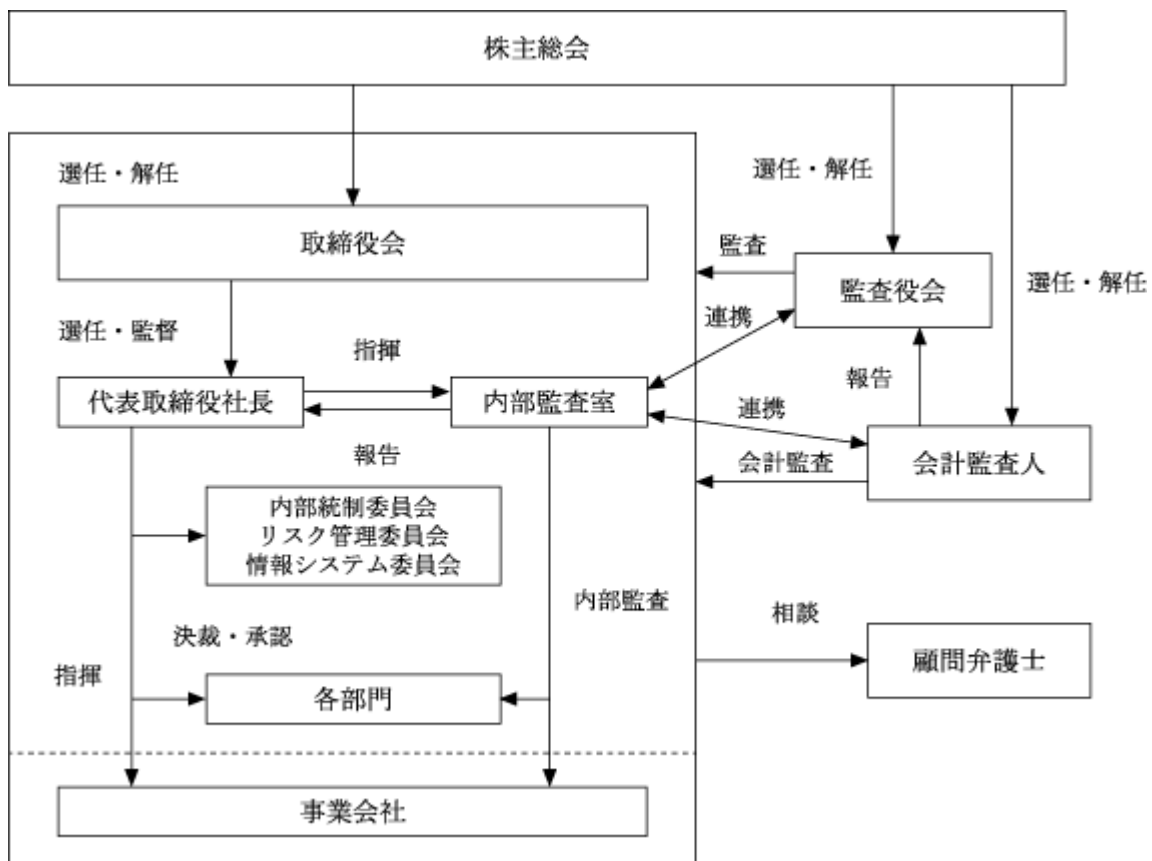 株主総会
選任・解任
選任・解任
取締役会
監査
監査役会
選任・解任
選任・監督
連携
指揮
代表取締役社長
内部監査室
報告
連携
報告
会計監査
会計監査人
内部統制委員会
リスク管理委員会
情報システム委員会
内部監査
相談
決裁・承認
顧問弁護士
指揮
各部門
事業会社